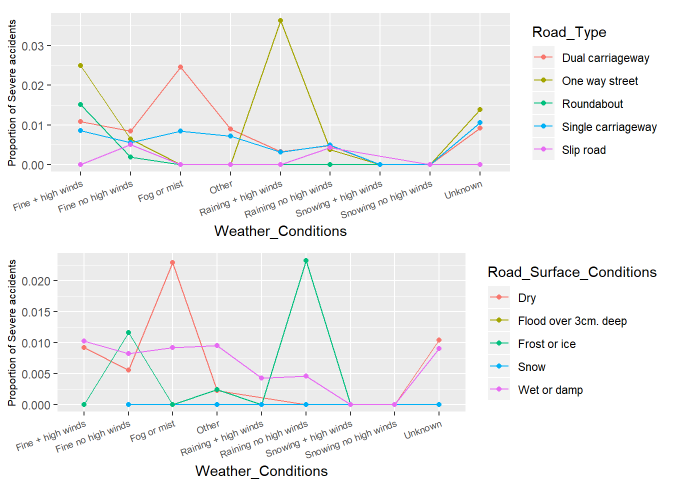 Proportion of Severe accidents
0.03
0.02
0.01
0.00
Fine + high winds
Fine no high winds
Fog or mist
Other
Raining + high winds
Raining no high winds
Snowing + high winds
Snowing no high winds
Unknown
Weather_Conditions
Road_Type
Dual carriageway
One way street
Roundabout
Single carriageway
Slip road
Proportion of Severe accidents
0.020
0.015
0.010
0.005
0.000
Fine + high winds
Fine no high winds
Fog or mist
Other
Raining + high winds
Raining no high winds
Snowing + high winds
Snowing no high winds
Unknown
Weather_Conditions
Road_Surface_Conditions
Dry
Flood over 3cm. deep
Frost or ice
Snow
Wet or damp